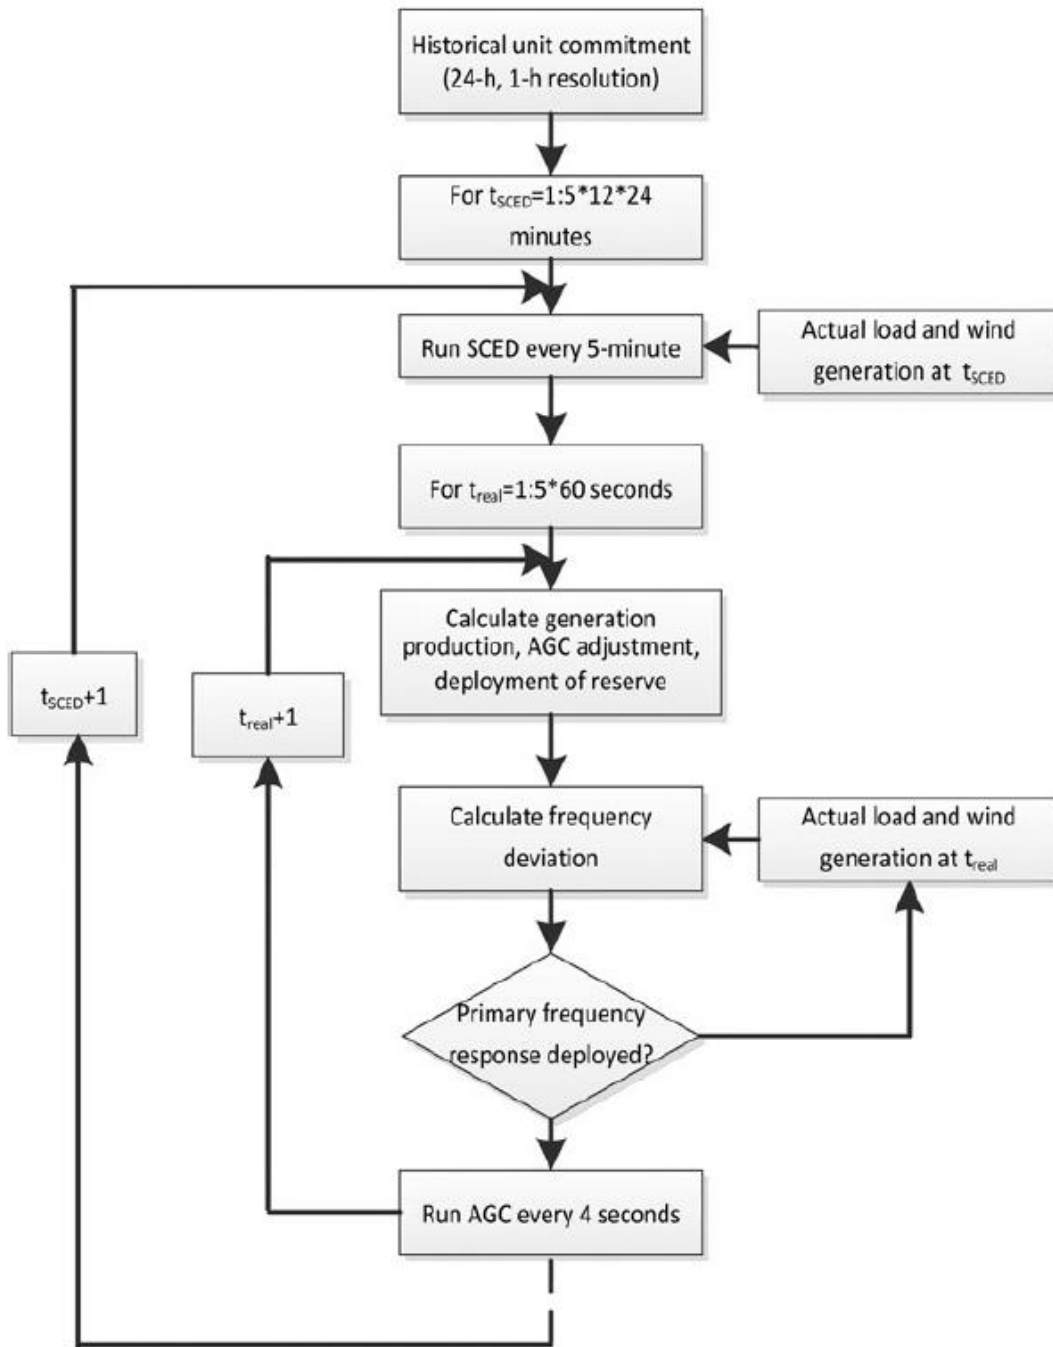 Historical unit commitment
(24-h, 1-h resolution)
For tSCED=1:5*12*24
minutes
Run SCED every 5-minute
Actual load and wind
generation at tSCED
For treal=1:5*60 seconds
Calculate generation
production, AGC adjustment,
deployment of reserve
tSCED+1
treal+1
Calculate frequency
deviation
Actual load and wind
generation at treal
Primary frequency
response deployed?
Run AGC every 4 seconds